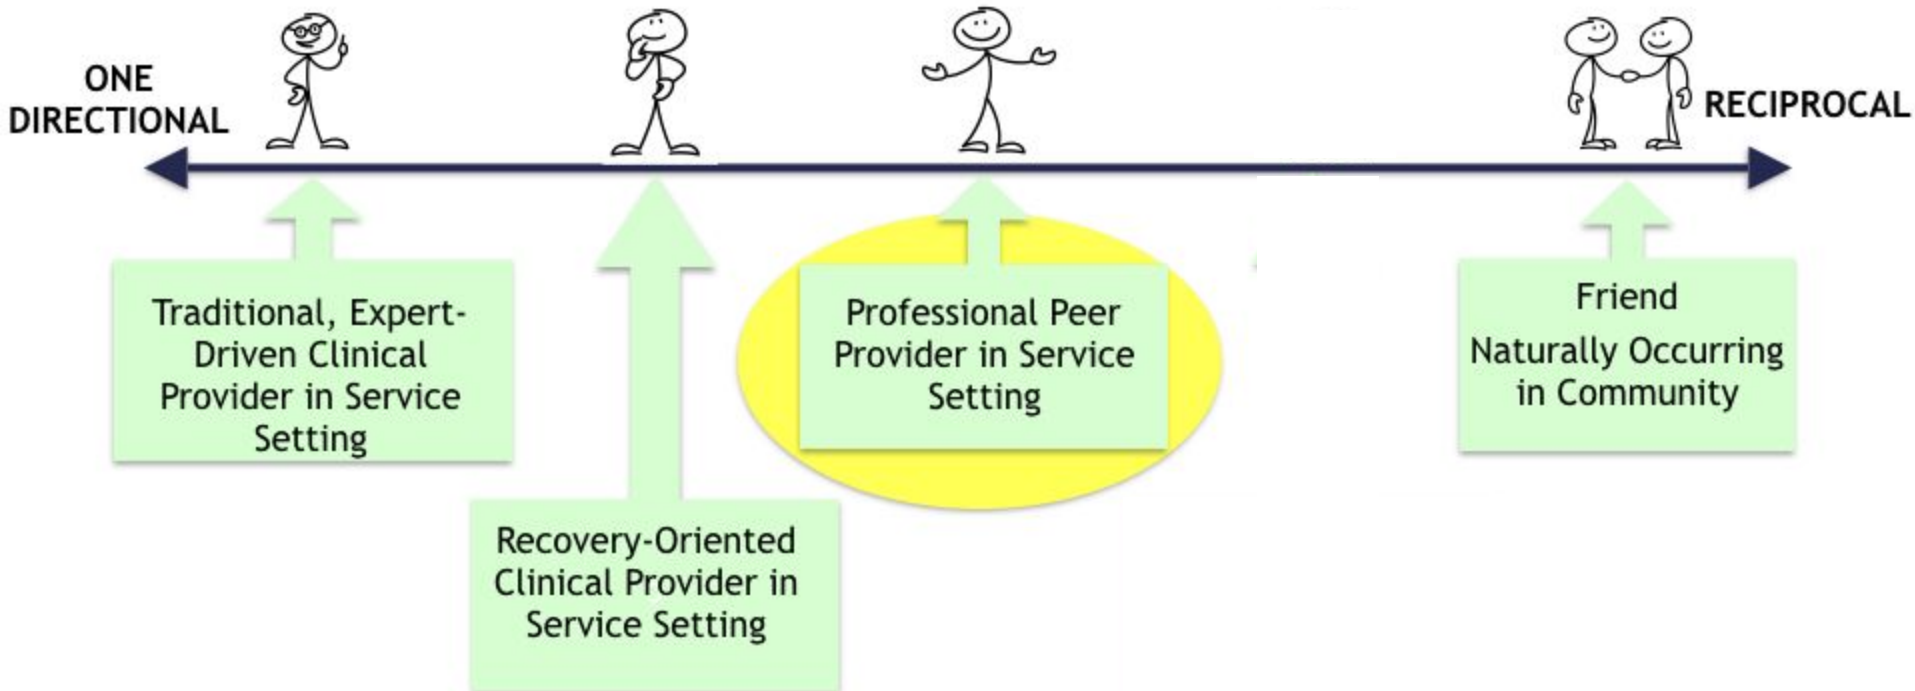 ONE
DIRECTIONAL
RECIPROCAL
Traditional, Expert-
Driven Clinical
Provider in Service
Setting
Recovery-Oriented
Clinical Provider in
Service Setting
Professional Peer
Provider in Service
Setting
Friend
Naturally Occurring
in Community